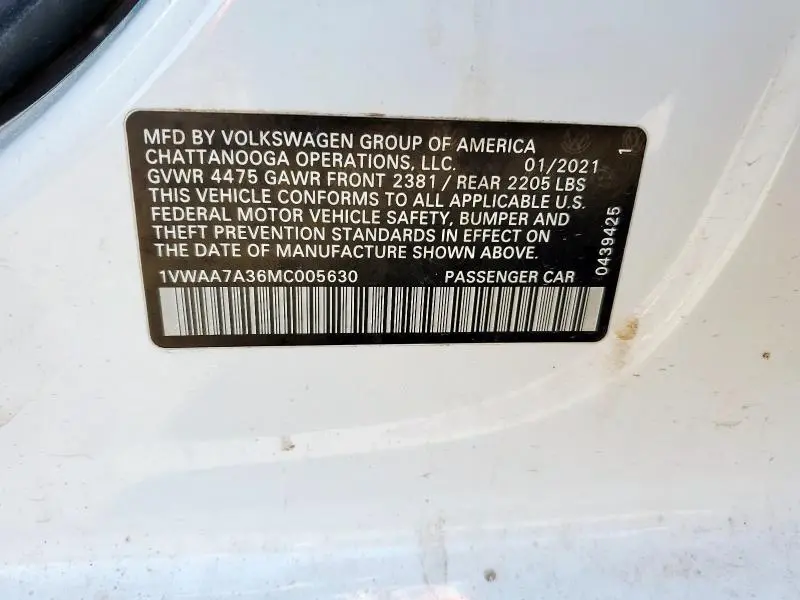 MFD BY VOLKSWAGEN GROUP OF AMERICA
CHATTANOOGA OPERATIONS, LLC. 01/2021 1
GVWR 4475 GAWR FRONT 2381 / REAR 2205 LBS
THIS VEHICLE CONFORMS TO ALL APPLICABLE U.S.
FEDERAL MOTOR VEHICLE SAFETY, BUMPER AND
THEFT PREVENTION STANDARDS IN EFFECT ON
THE DATE OF MANUFACTURE SHOWN ABOVE.
1VWAA7A36MC005630 PASSENGER CAR
0439425